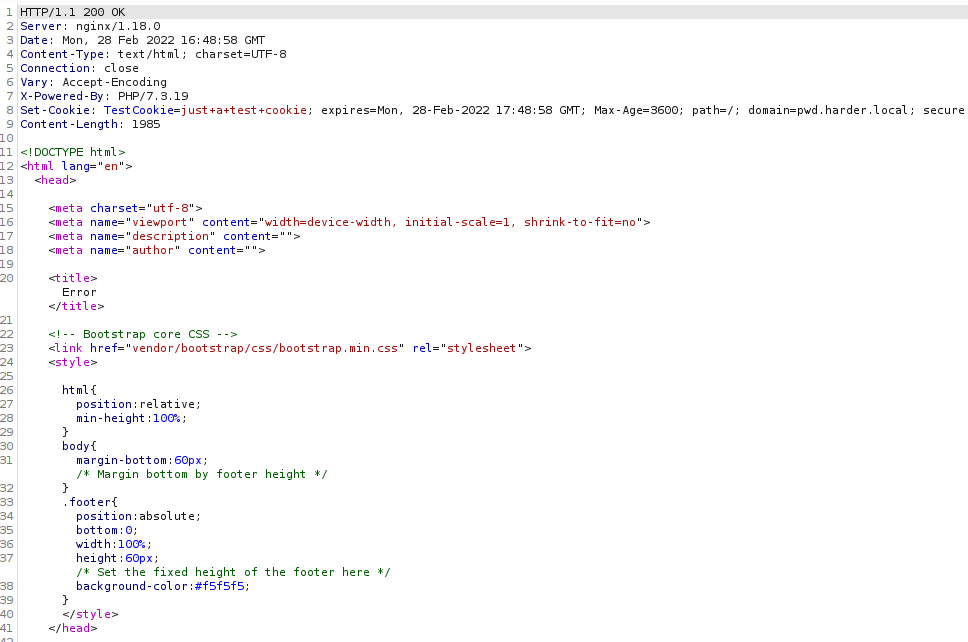 1 HTTP/1.1 200 OK
2 Server: nginx/1.18.0
3 Date: Mon, 28 Feb 2022 16:48:58 GMT
4 Content-Type: text/html; charset=UTF-8
5 Connection: close
6 Vary: Accept-Encoding
7 X-Powered-By: PHP/7.3.19
8 Set-Cookie: TestCookie=just+a+test+cookie; expires=Mon, 28-Feb-2022 17:48:58 GMT; Max-Age=3600; path=/; domain=pwd.harder.local; secure
9 Content-Length: 1985
10
11 <!DOCTYPE html>
12 <html lang="en">
13   <head>
14
15     <meta charset="utf-8">
16     <meta name="viewport" content="width=device-width, initial-scale=1, shrink-to-fit=no">
17     <meta name="description" content="">
18     <meta name="author" content="">
19
20     <title>
      Error
    </title>
21
22     <!-- Bootstrap core CSS -->
23     <link href="vendor/bootstrap/css/bootstrap.min.css" rel="stylesheet">
24     <style>
25
26       html{
27         position:relative;
28         min-height:100%;
29       }
30       body{
31         margin-bottom:60px;
        /* Margin bottom by footer height */
32       }
33       .footer{
34         position:absolute;
35         bottom:0;
36         width:100%;
37         height:60px;
        /* Set the fixed height of the footer here */
38         background-color:#f5f5f5;
39       }
40       </style>
41     </head>